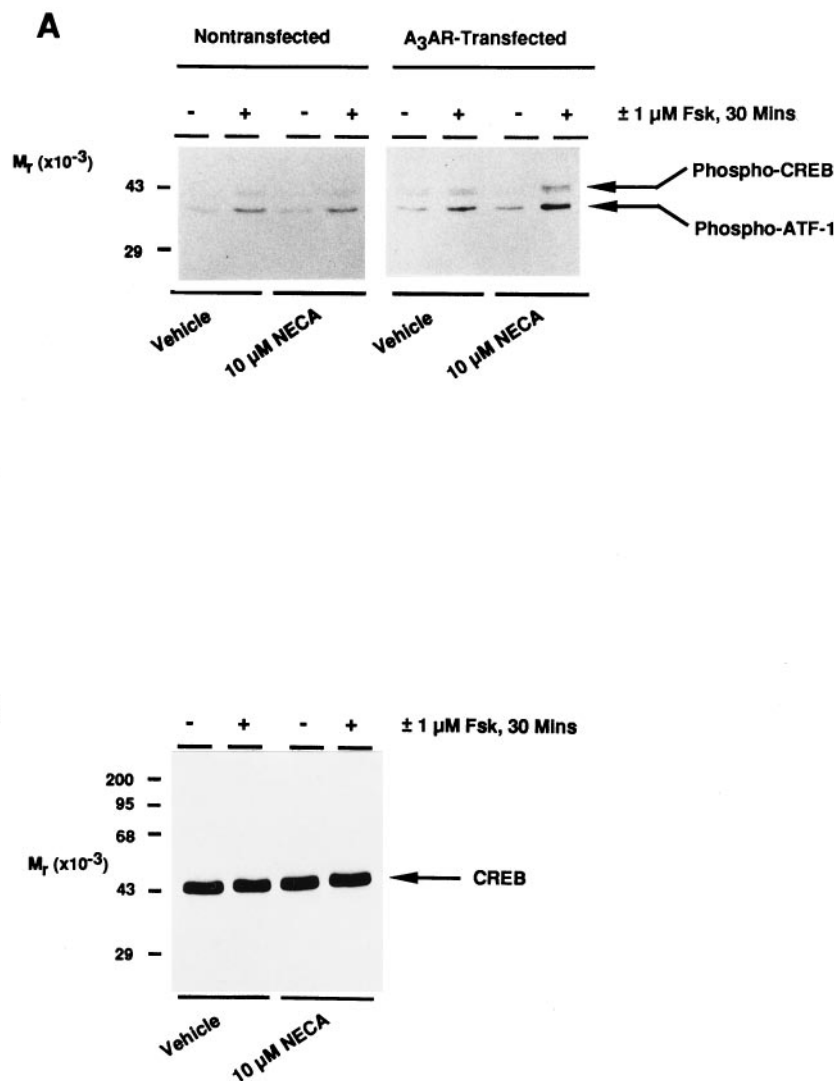 A
Nontransfected A₃AR-Transfected
- + - + - + - + ± 1 µM Fsk, 30 Mins
Mᵣ (x10⁻³)
43
29
Phospho-CREB
Phospho-ATF-1
Vehicle 10 µM NECA Vehicle 10 µM NECA
- + - + ± 1 µM Fsk, 30 Mins
200
95
68
Mᵣ (x10⁻³)
43
29
CREB
Vehicle 10 µM NECA